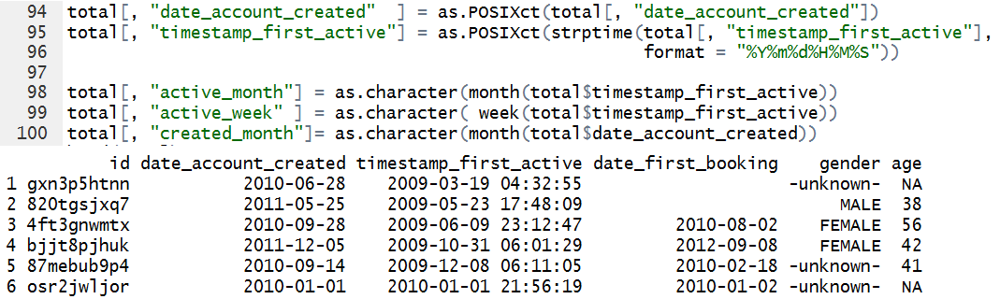 94 total[, "date_account_created"  ] = as.POSIXct(total[, "date_account_created"])
95 total[, "timestamp_first_active"] = as.POSIXct(strptime(total[, "timestamp_first_active"],
96                                              format = "%Y%m%d%H%M%S"))
97
98 total[, "active_month"] = as.character(month(total$timestamp_first_active))
99 total[, "active_week" ] = as.character( week(total$timestamp_first_active))
100 total[, "created_month"]= as.character(month(total$date_account_created))
id date_account_created timestamp_first_active date_first_booking gender age
1 gxn3p5htnn 2010-06-28 2009-03-19 04:32:55 -unknown- NA
2 820tgsjxq7 2011-05-25 2009-05-23 17:48:09 MALE 38
3 4ft3gnwmtx 2010-09-28 2009-06-09 23:12:47 2010-08-02 FEMALE 56
4 bjjt8pjhuk 2011-12-05 2009-10-31 06:01:29 2012-09-08 FEMALE 42
5 87mebub9p4 2010-09-14 2009-12-08 06:11:05 2010-02-18 -unknown- 41
6 osr2jwljor 2010-01-01 2010-01-01 21:56:19 2010-01-02 -unknown- NA